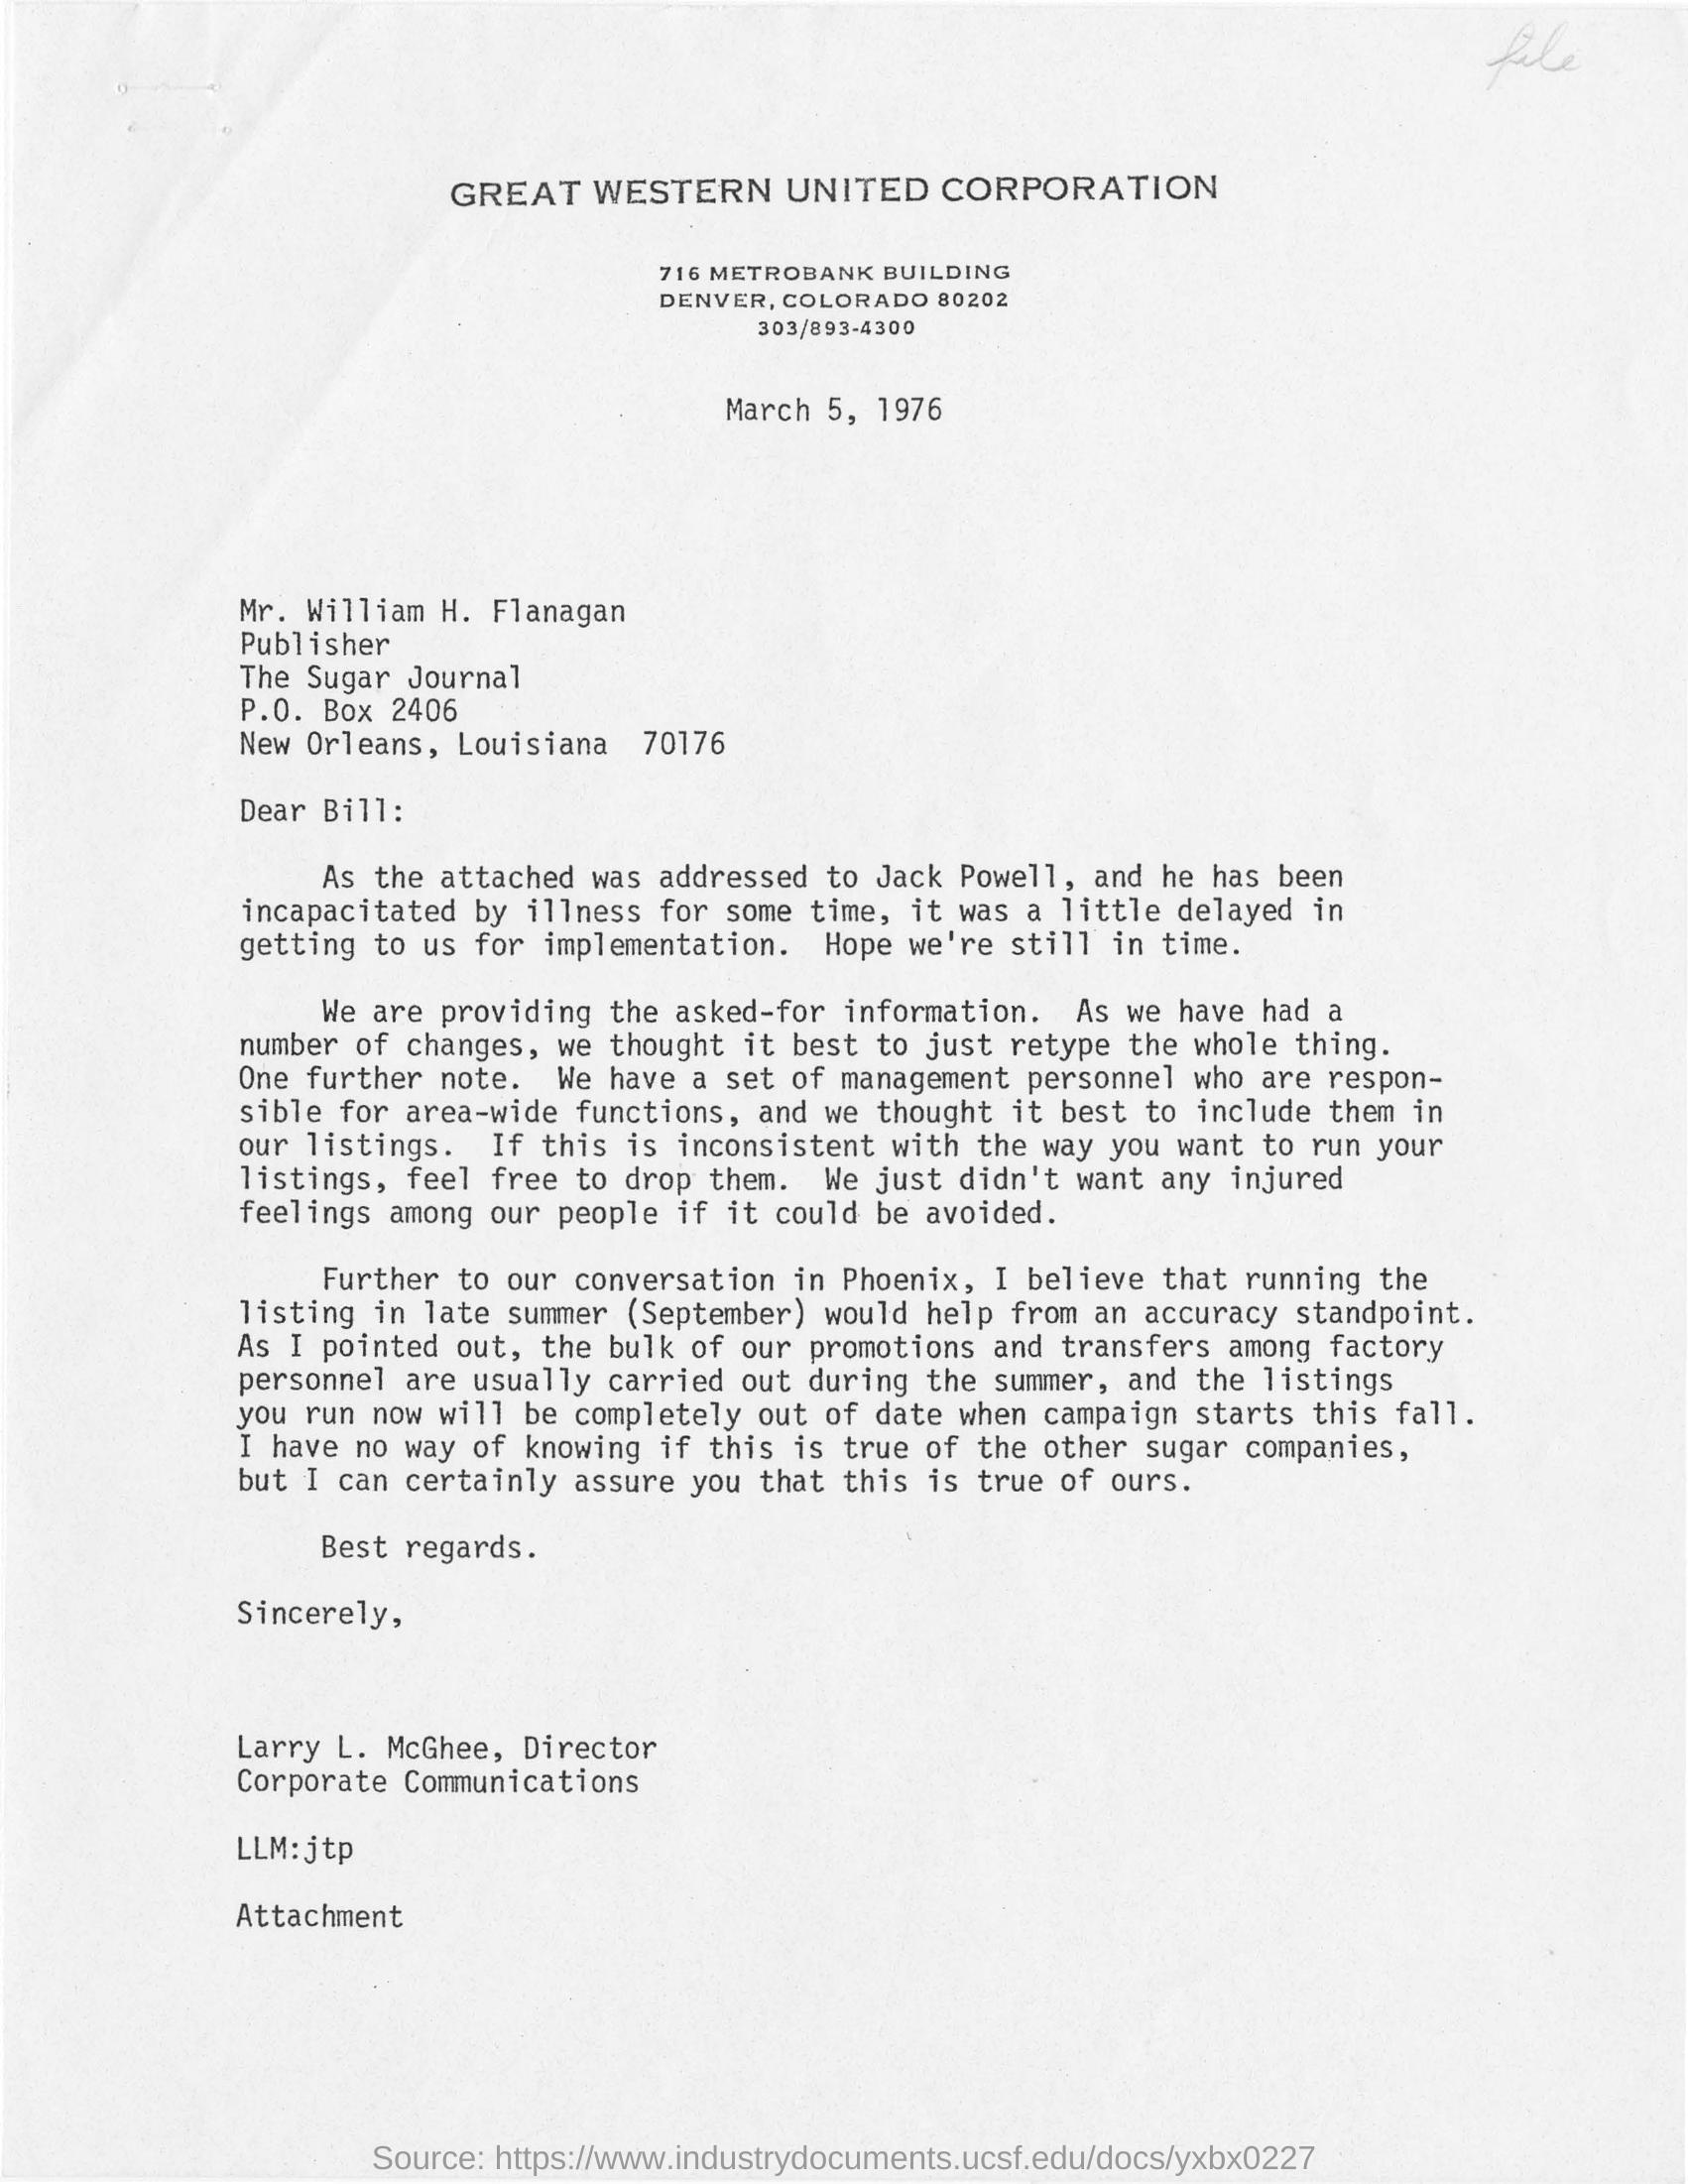 file
GREAT WESTERN UNITED CORPORATION
716 METROBANK BUILDING
DENVER, COLORADO 80202
303/893-4300
March 5, 1976
Mr. William H. Flanagan
Publisher
The Sugar Journal
P.O. Box 2406
New Orleans, Louisiana 70176
Dear Bill:
As the attached was addressed to Jack Powell, and he has been
incapacitated by illness for some time, it was a little delayed in
getting to us for implementation. Hope we're still in time.
We are providing the asked-for information. As we have had a
number of changes, we thought it best to just retype the whole thing.
One further note. We have a set of management personnel who are respon-
sible for area-wide functions, and we thought it best to include them in
our listings. If this is inconsistent with the way you want to run your
listings, feel free to drop them. We just didn't want any injured
feelings among our people if it could be avoided.
Further to our conversation in Phoenix, I believe that running the
listing in late summer (September) would help from an accuracy standpoint.
As I pointed out, the bulk of our promotions and transfers among factory
personnel are usually carried out during the summer, and the listings
you run now will be completely out of date when campaign starts this fall.
I have no way of knowing if this is true of the other sugar companies,
but I can certainly assure you that this is true of ours.
Best regards.
Sincerely,
Larry L. McGhee, Director
Corporate Communications
LLM:jtp
Attachment
Source: https://www.industrydocuments.ucsf.edu/docs/yxbx0227